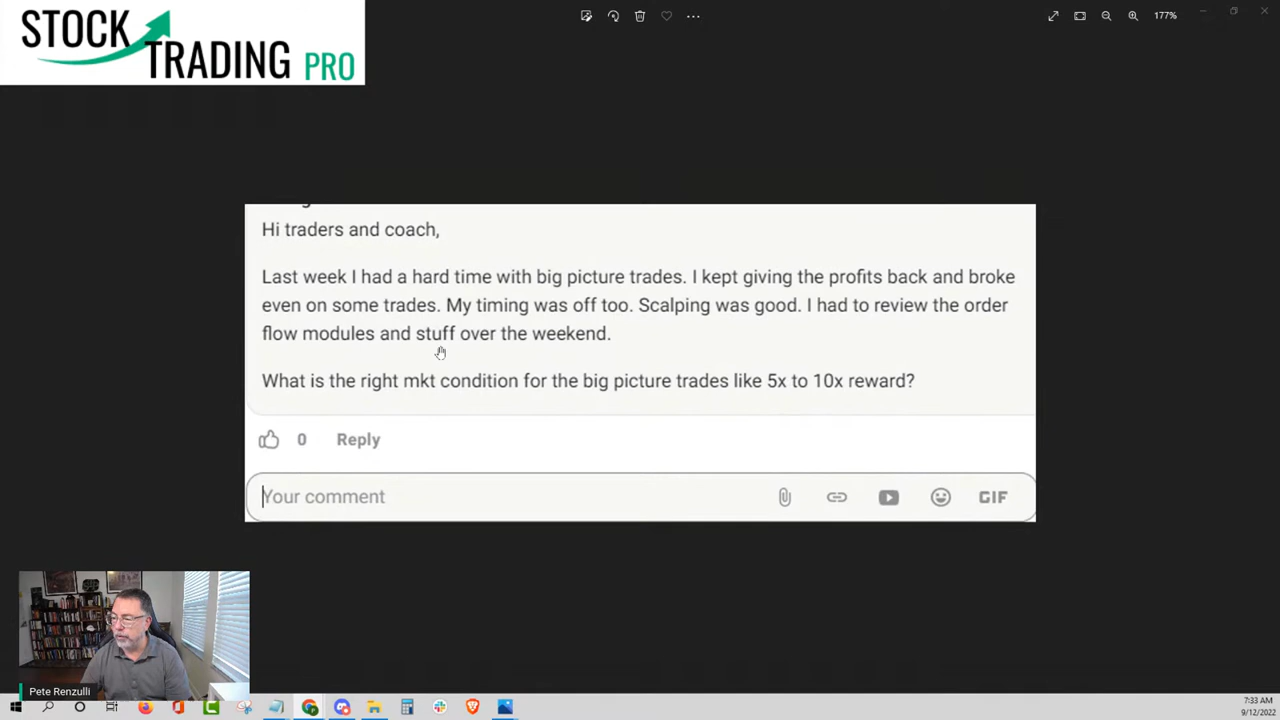 STOCK
TRADING PRO
177%
Hi traders and coach,
Last week I had a hard time with big picture trades. I kept giving the profits back and broke
even on some trades. My timing was off too. Scalping was good. I had to review the order
flow modules and stuff over the weekend.
What is the right mkt condition for the big picture trades like 5x to 10x reward?
0 Reply
Your comment
GIF
Pete Renzulli
7:33 AM
9/12/2022